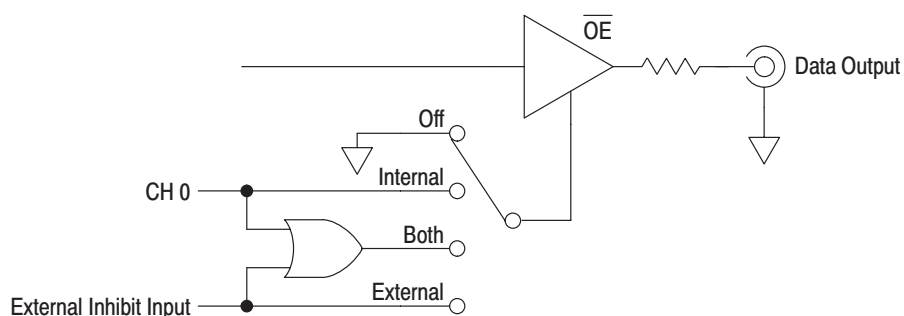 OE
Data Output
Off
Internal
CH 0
Both
External
External Inhibit Input